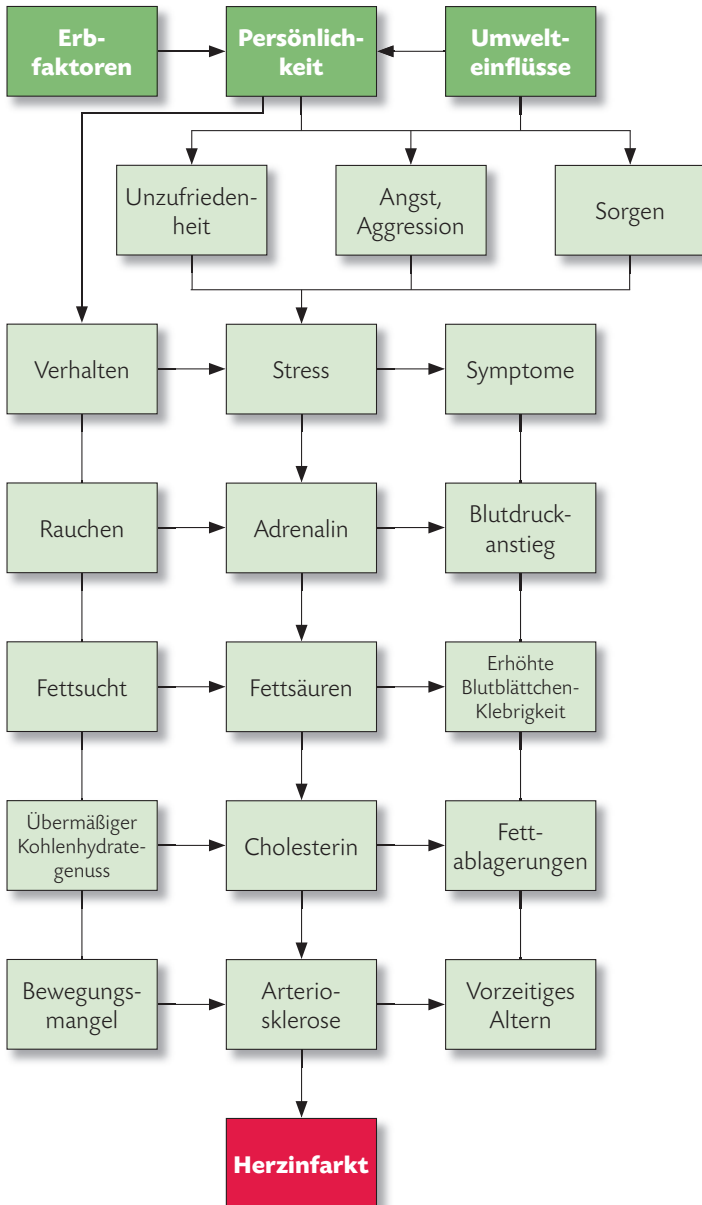 Erb-
faktoren
Persönlich-
keit
Umwelt-
einflüsse
Unzufrieden-
heit
Angst,
Aggression
Sorgen
Verhalten
Stress
Symptome
Rauchen
Adrenalin
Blutdruck-
anstieg
Fettsucht
Fettsäuren
Erhöhte
Blutblättchen-
Klebrigkeit
Übermäßiger
Kohlenhydrate-
genuss
Cholesterin
Fett-
ablagerungen
Bewegungs-
mangel
Arterio-
sklerose
Vorzeitiges
Altern
Herzinfarkt